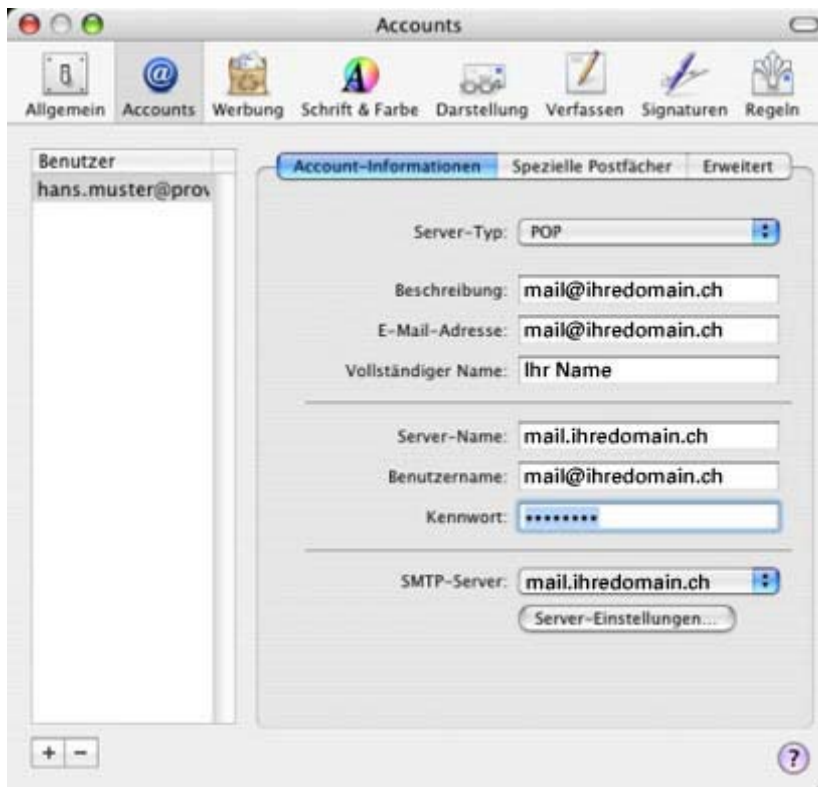 Accounts
Allgemein Accounts Werbung Schrift & Farbe Darstellung Verfassen Signaturen Regeln
Benutzer
hans.muster@prov
Account-Informationen Spezielle Postfächer Erweitert
Server-Typ: POP
Beschreibung: mail@ihredomain.ch
E-Mail-Adresse: mail@ihredomain.ch
Vollständiger Name: Ihr Name
Server-Name: mail.ihredomain.ch
Benutzername: mail@ihredomain.ch
Kennwort: ••••••••
SMTP-Server: mail.ihredomain.ch
Server-Einstellungen...
+ − ?